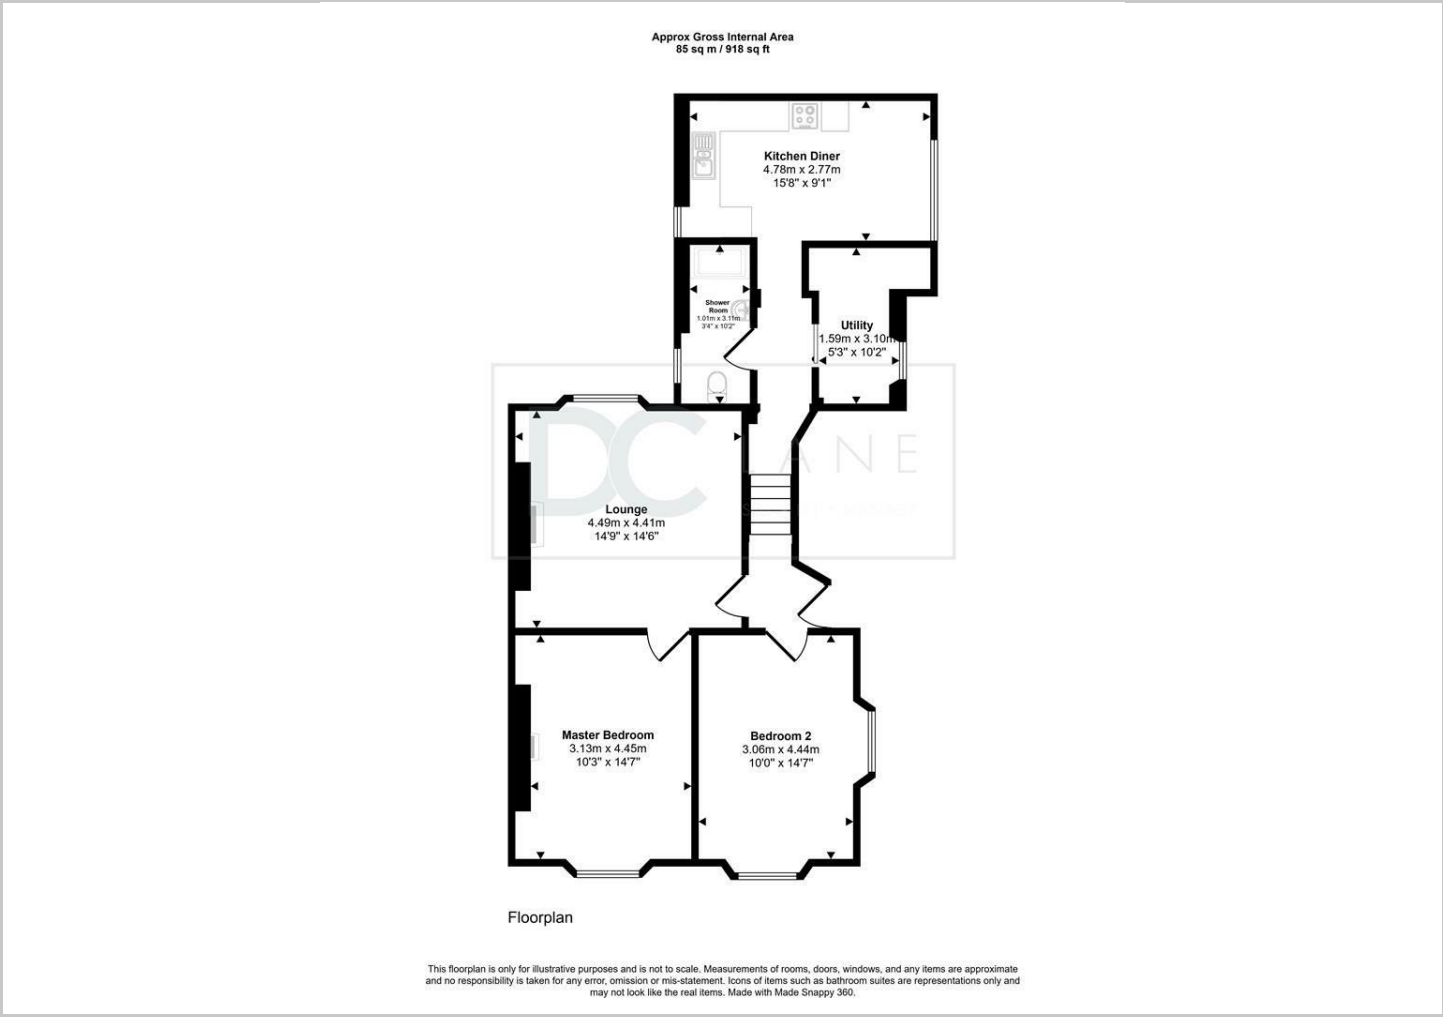 Approx Gross Internal Area
85 sq m / 918 sq ft
Kitchen Diner
4.78m x 2.77m
15'8" x 9'1"
Shower
Room
1.01m x 3.11m
3'4" x 10'2"
Utility
1.59m x 3.10m
5'3" x 10'2"
DC
LANE
Lounge
4.49m x 4.41m
14'9" x 14'6"
Master Bedroom
3.13m x 4.45m
10'3" x 14'7"
Bedroom 2
3.06m x 4.44m
10'0" x 14'7"
Floorplan
This floorplan is only for illustrative purposes and is not to scale. Measurements of rooms, doors, windows, and any items are approximate
and no responsibility is taken for any error, omission or mis-statement. Icons of items such as bathroom suites are representations only and
may not look like the real items. Made with Made Snappy 360.